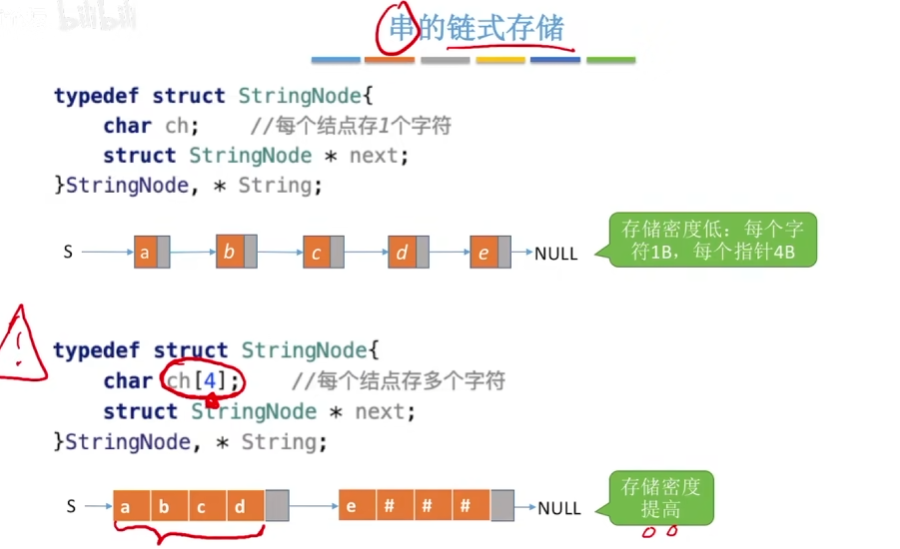 bilibili
串的链式存储
typedef struct StringNode{
char ch; //每个结点存1个字符
struct StringNode * next;
}StringNode, * String;
S a b c d e NULL
存储密度低：每个字
符1B，每个指针4B
!
typedef struct StringNode{
char ch[4]; //每个结点存多个字符
struct StringNode * next;
}StringNode, * String;
S a b c d e # # # NULL
存储密度
提高